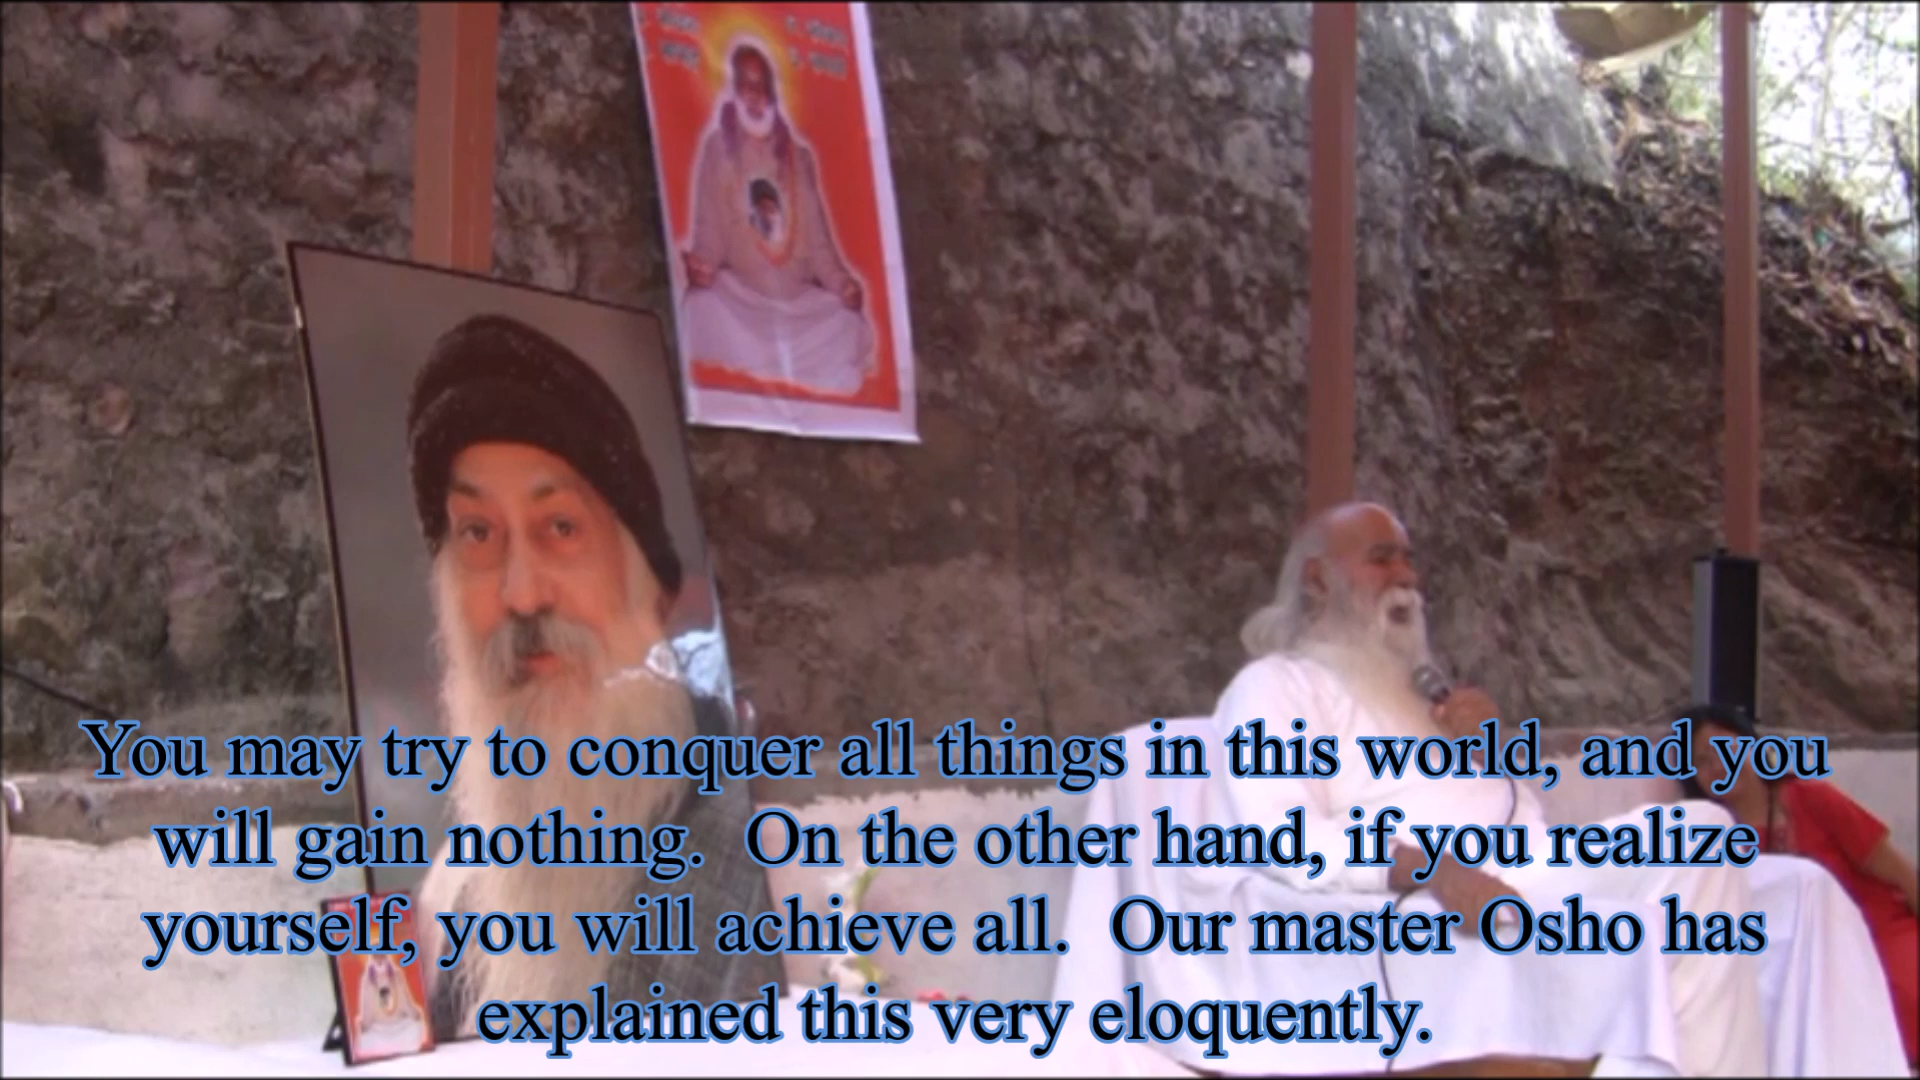 You may try to conquer all things in this world, and you
will gain nothing.  On the other hand, if you realize
yourself, you will achieve all.  Our master Osho has
explained this very eloquently.